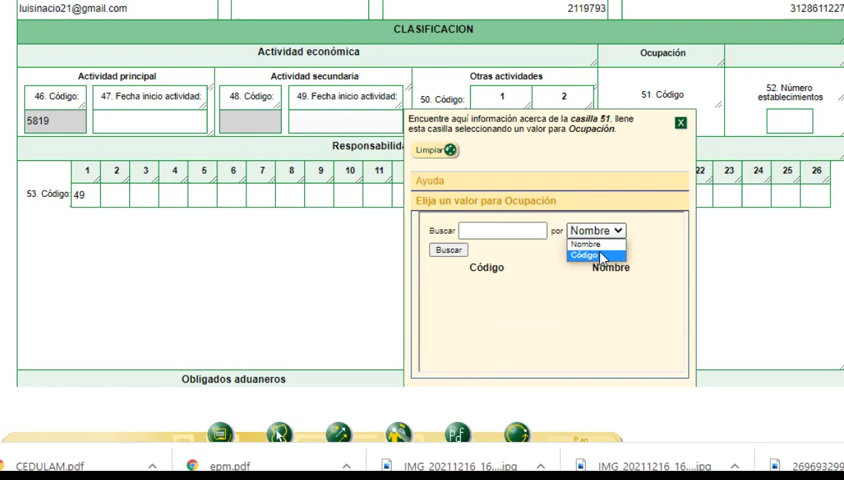 luisinacio21@gmail.com 2119793 3128611227
CLASIFICACION
Actividad económica Ocupación
Actividad principal Actividad secundaria Otras actividades
46. Código: 47. Fecha inicio actividad: 48. Código: 49. Fecha inicio actividad: 50. Código: 1 2 51. Código 52. Número establecimientos
5819
Encuentre aquí información acerca de la casilla 51, llene
esta casilla seleccionando un valor para Ocupación.
X
Limpiar
Ayuda
Elija un valor para Ocupación
Buscar por Nombre
Nombre
Código
Buscar
Código Nombre
1 2 3 4 5 6 7 8 9 10 11 22 23 24 25 26
53. Código: 49
Obligados aduaneros
CEDULAM.pdf epm.pdf IMG_20211216_16....jpg IMG_20211216_16....jpg 269693299